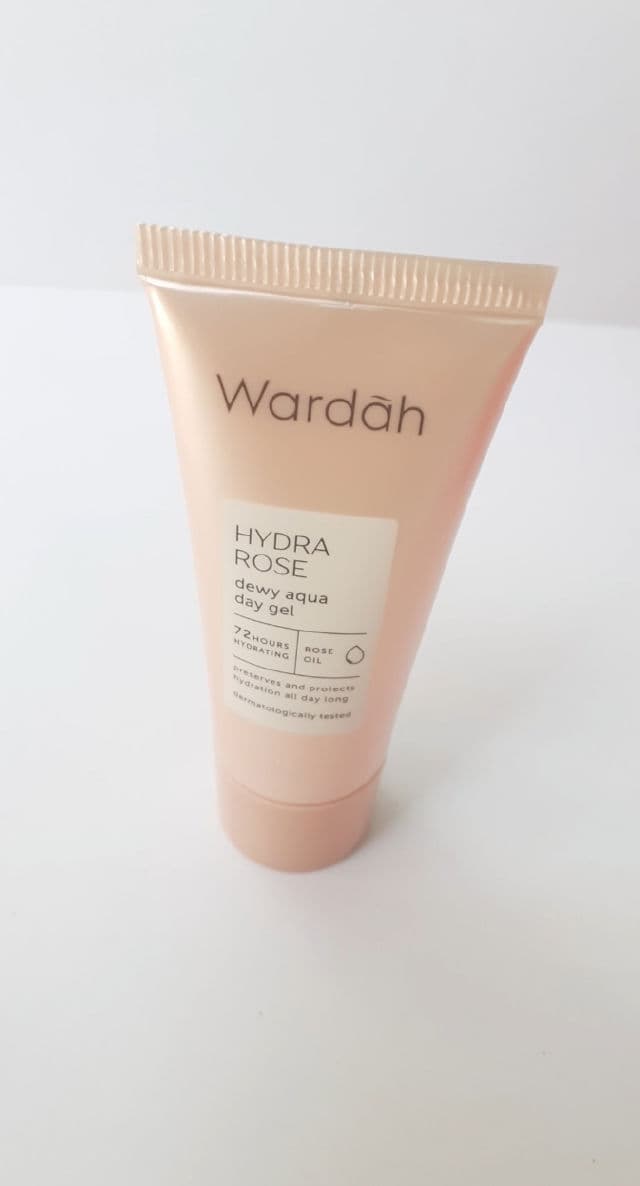 Wardàh
HYDRA
ROSE
dewy aqua
day gel
72HOURS
HYDRATING
ROSE
OIL
preserves and protects
hydration all day long
dermatologically tested